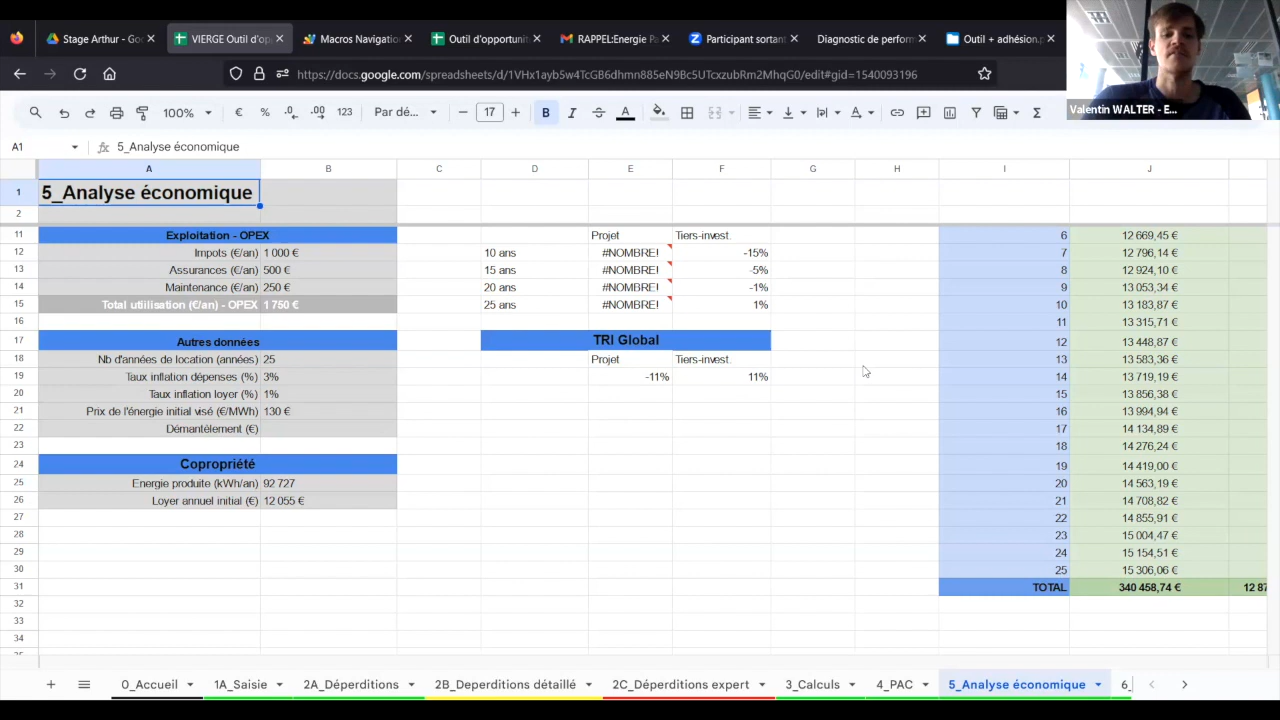 Stage Arthur - Goo
VIERGE Outil d'op
Macros Navigation
Outil d'opportunit
RAPPEL:Energie Pa
Participant sortant
Diagnostic de perform
Outil + adhésion.p
https://docs.google.com/spreadsheets/d/1VHx1aybSw4TcGB6dhmn885eN9Bc5UTcxzubRm2MhqG0/edit#gid=1540093196
Valentin WALTER - E...
100% € % .0 .00 123 Par dé... 17 B I S A Σ
A1 fx 5_Analyse économique
A B C D E F G H I J
1 5_Analyse économique
2
11 Exploitation - OPEX Projet Tiers-invest. 6 12 669,45 €
12 Impots (€/an) 1 000 € 10 ans #NOMBRE! -15% 7 12 796,14 €
13 Assurances (€/an) 500 € 15 ans #NOMBRE! -5% 8 12 924,10 €
14 Maintenance (€/an) 250 € 20 ans #NOMBRE! -1% 9 13 053,34 €
15 Total utiilisation (€/an) - OPEX 1 750 € 25 ans #NOMBRE! 1% 10 13 183,87 €
16 11 13 315,71 €
17 Autres données TRI Global 12 13 448,87 €
18 Nb d'années de location (années) 25 Projet Tiers-invest. 13 13 583,36 €
19 Taux inflation dépenses (%) 3% -11% 11% 14 13 719,19 €
20 Taux inflation loyer (%) 1% 15 13 856,38 €
21 Prix de l'énergie initial visé (€/MWh) 130 € 16 13 994,94 €
22 Démantèlement (€) 17 14 134,89 €
23 18 14 276,24 €
24 Copropriété 19 14 419,00 €
25 Energie produite (kWh/an) 92 727 20 14 563,19 €
26 Loyer annuel initial (€) 12 055 € 21 14 708,82 €
27 22 14 855,91 €
28 23 15 004,47 €
29 24 15 154,51 €
30 25 15 306,06 €
31 TOTAL 340 458,74 € 12 87
32
33
34
0_Accueil 1A_Saisie 2A_Déperditions 2B_Deperditions détaillé 2C_Déperditions expert 3_Calculs 4_PAC 5_Analyse économique 6_